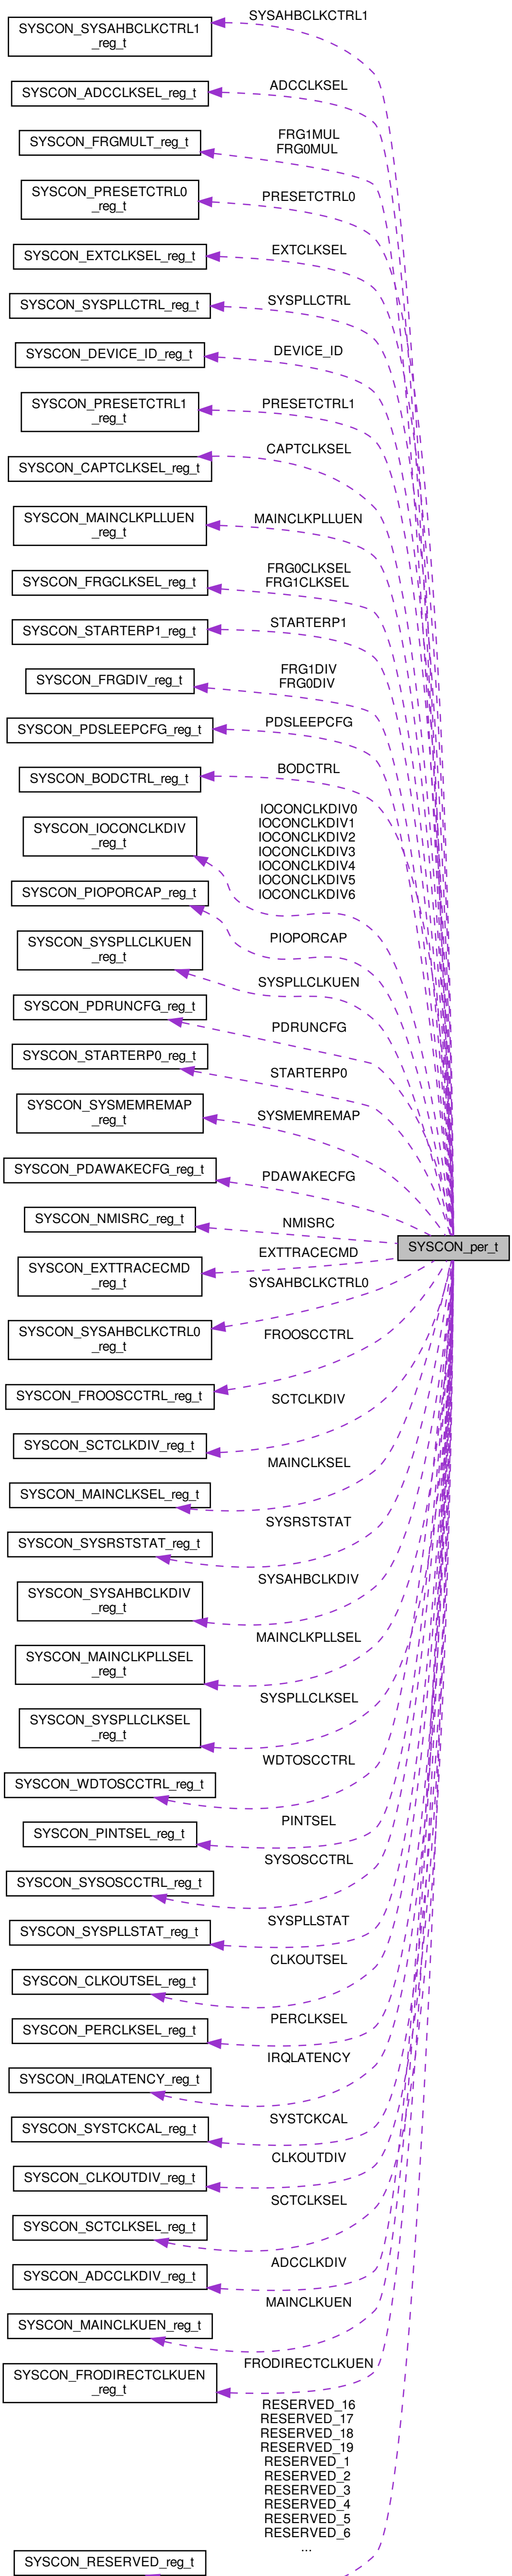 SYSAHBCLKCTRL1
SYSCON_SYSAHBCLKCTRL1
_reg_t
ADCCLKSEL
SYSCON_ADCCLKSEL_reg_t
FRG1MUL
FRG0MUL
SYSCON_FRGMULT_reg_t
PRESETCTRL0
SYSCON_PRESETCTRL0
_reg_t
EXTCLKSEL
SYSCON_EXTCLKSEL_reg_t
SYSPLLCTRL
SYSCON_SYSPLLCTRL_reg_t
DEVICE_ID
SYSCON_DEVICE_ID_reg_t
PRESETCTRL1
SYSCON_PRESETCTRL1
_reg_t
CAPTCLKSEL
SYSCON_CAPTCLKSEL_reg_t
MAINCLKPLLUEN
SYSCON_MAINCLKPLLUEN
_reg_t
FRG0CLKSEL
FRG1CLKSEL
SYSCON_FRGCLKSEL_reg_t
STARTERP1
SYSCON_STARTERP1_reg_t
FRG1DIV
FRG0DIV
SYSCON_FRGDIV_reg_t
PDSLEEPCFG
SYSCON_PDSLEEPCFG_reg_t
BODCTRL
SYSCON_BODCTRL_reg_t
IOCONCLKDIV0
IOCONCLKDIV1
IOCONCLKDIV2
IOCONCLKDIV3
IOCONCLKDIV4
IOCONCLKDIV5
IOCONCLKDIV6
SYSCON_IOCONCLKDIV
_reg_t
SYSCON_PIOPORCAP_reg_t
PIOPORCAP
SYSCON_SYSPLLCLKUEN
_reg_t
SYSPLLCLKUEN
SYSCON_PDRUNCFG_reg_t
PDRUNCFG
SYSCON_STARTERP0_reg_t
STARTERP0
SYSCON_SYSMEMREMAP
_reg_t
SYSMEMREMAP
SYSCON_PDAWAKECFG_reg_t
PDAWAKECFG
SYSCON_NMISRC_reg_t
NMISRC
SYSCON_per_t
EXTTRACECMD
SYSCON_EXTTRACECMD
_reg_t
SYSAHBCLKCTRL0
SYSCON_SYSAHBCLKCTRL0
_reg_t
FROOSCCTRL
SYSCON_FROOSCCTRL_reg_t
SCTCLKDIV
SYSCON_SCTCLKDIV_reg_t
MAINCLKSEL
SYSCON_MAINCLKSEL_reg_t
SYSRSTSTAT
SYSCON_SYSRSTSTAT_reg_t
SYSAHBCLKDIV
SYSCON_SYSAHBCLKDIV
_reg_t
MAINCLKPLLSEL
SYSCON_MAINCLKPLLSEL
_reg_t
SYSPLLCLKSEL
SYSCON_SYSPLLCLKSEL
_reg_t
WDTOSCCTRL
SYSCON_WDTOSCCTRL_reg_t
PINTSEL
SYSCON_PINTSEL_reg_t
SYSOSCCTRL
SYSCON_SYSOSCCTRL_reg_t
SYSPLLSTAT
SYSCON_SYSPLLSTAT_reg_t
CLKOUTSEL
SYSCON_CLKOUTSEL_reg_t
PERCLKSEL
SYSCON_PERCLKSEL_reg_t
IRQLATENCY
SYSCON_IRQLATENCY_reg_t
SYSTCKCAL
SYSCON_SYSTCKCAL_reg_t
CLKOUTDIV
SYSCON_CLKOUTDIV_reg_t
SCTCLKSEL
SYSCON_SCTCLKSEL_reg_t
ADCCLKDIV
SYSCON_ADCCLKDIV_reg_t
MAINCLKUEN
SYSCON_MAINCLKUEN_reg_t
FRODIRECTCLKUEN
SYSCON_FRODIRECTCLKUEN
_reg_t
RESERVED_16
RESERVED_17
RESERVED_18
RESERVED_19
RESERVED_1
RESERVED_2
RESERVED_3
RESERVED_4
RESERVED_5
RESERVED_6
...
SYSCON_RESERVED_reg_t